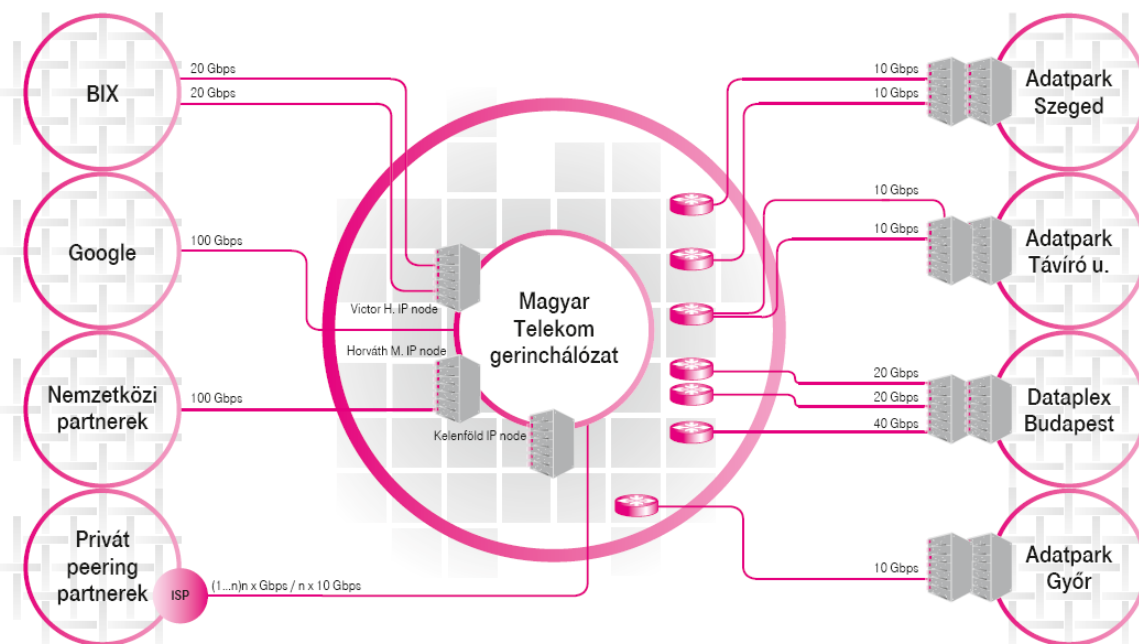 BIX
20 Gbps
20 Gbps
Google
100 Gbps
Nemzetközi
partnerek
100 Gbps
Privát
peering
partnerek
ISP
(1...n)n x Gbps / n x 10 Gbps
Victor H. IP node
Horváth M. IP node
Kelenföld IP node
Magyar
Telekom
gerinchálózat
10 Gbps
10 Gbps
Adatpark
Szeged
10 Gbps
10 Gbps
Adatpark
Távíró u.
20 Gbps
20 Gbps
40 Gbps
Dataplex
Budapest
10 Gbps
Adatpark
Győr